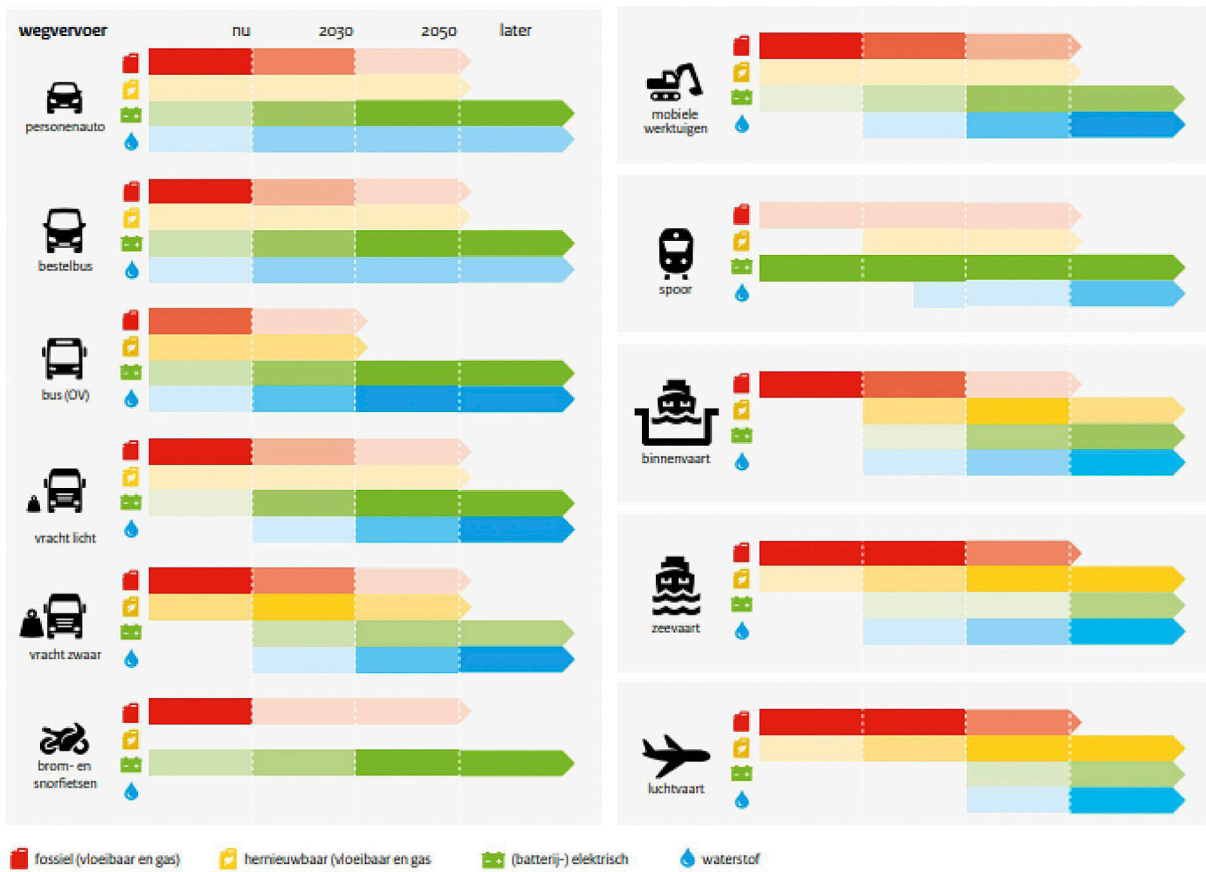 wegvervoer nu 2030 2050 later
personenauto
bestelbus
bus (OV)
vracht licht
vracht zwaar
brom- en
snorfietsen
mobiele
werktuigen
spoor
binnenvaart
zeevaart
luchtvaart
fossiel (vloeibaar en gas) hernieuwbaar (vloeibaar en gas (batterij-) elektrisch waterstof